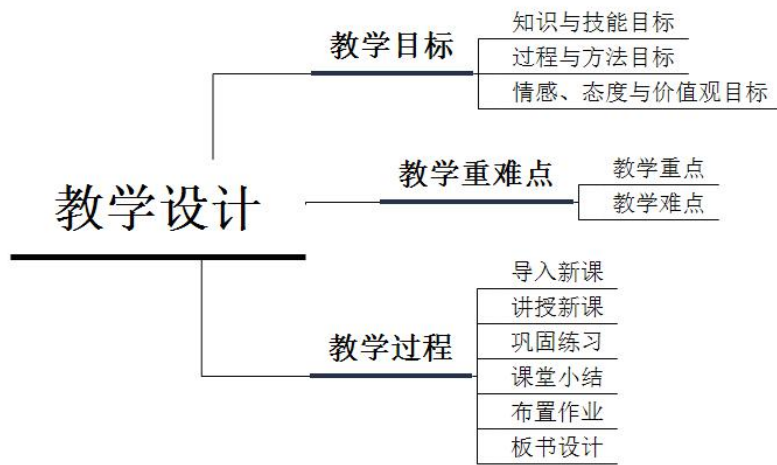 教学设计
教学目标
知识与技能目标
过程与方法目标
情感、态度与价值观目标
教学重难点
教学重点
教学难点
教学过程
导入新课
讲授新课
巩固练习
课堂小结
布置作业
板书设计